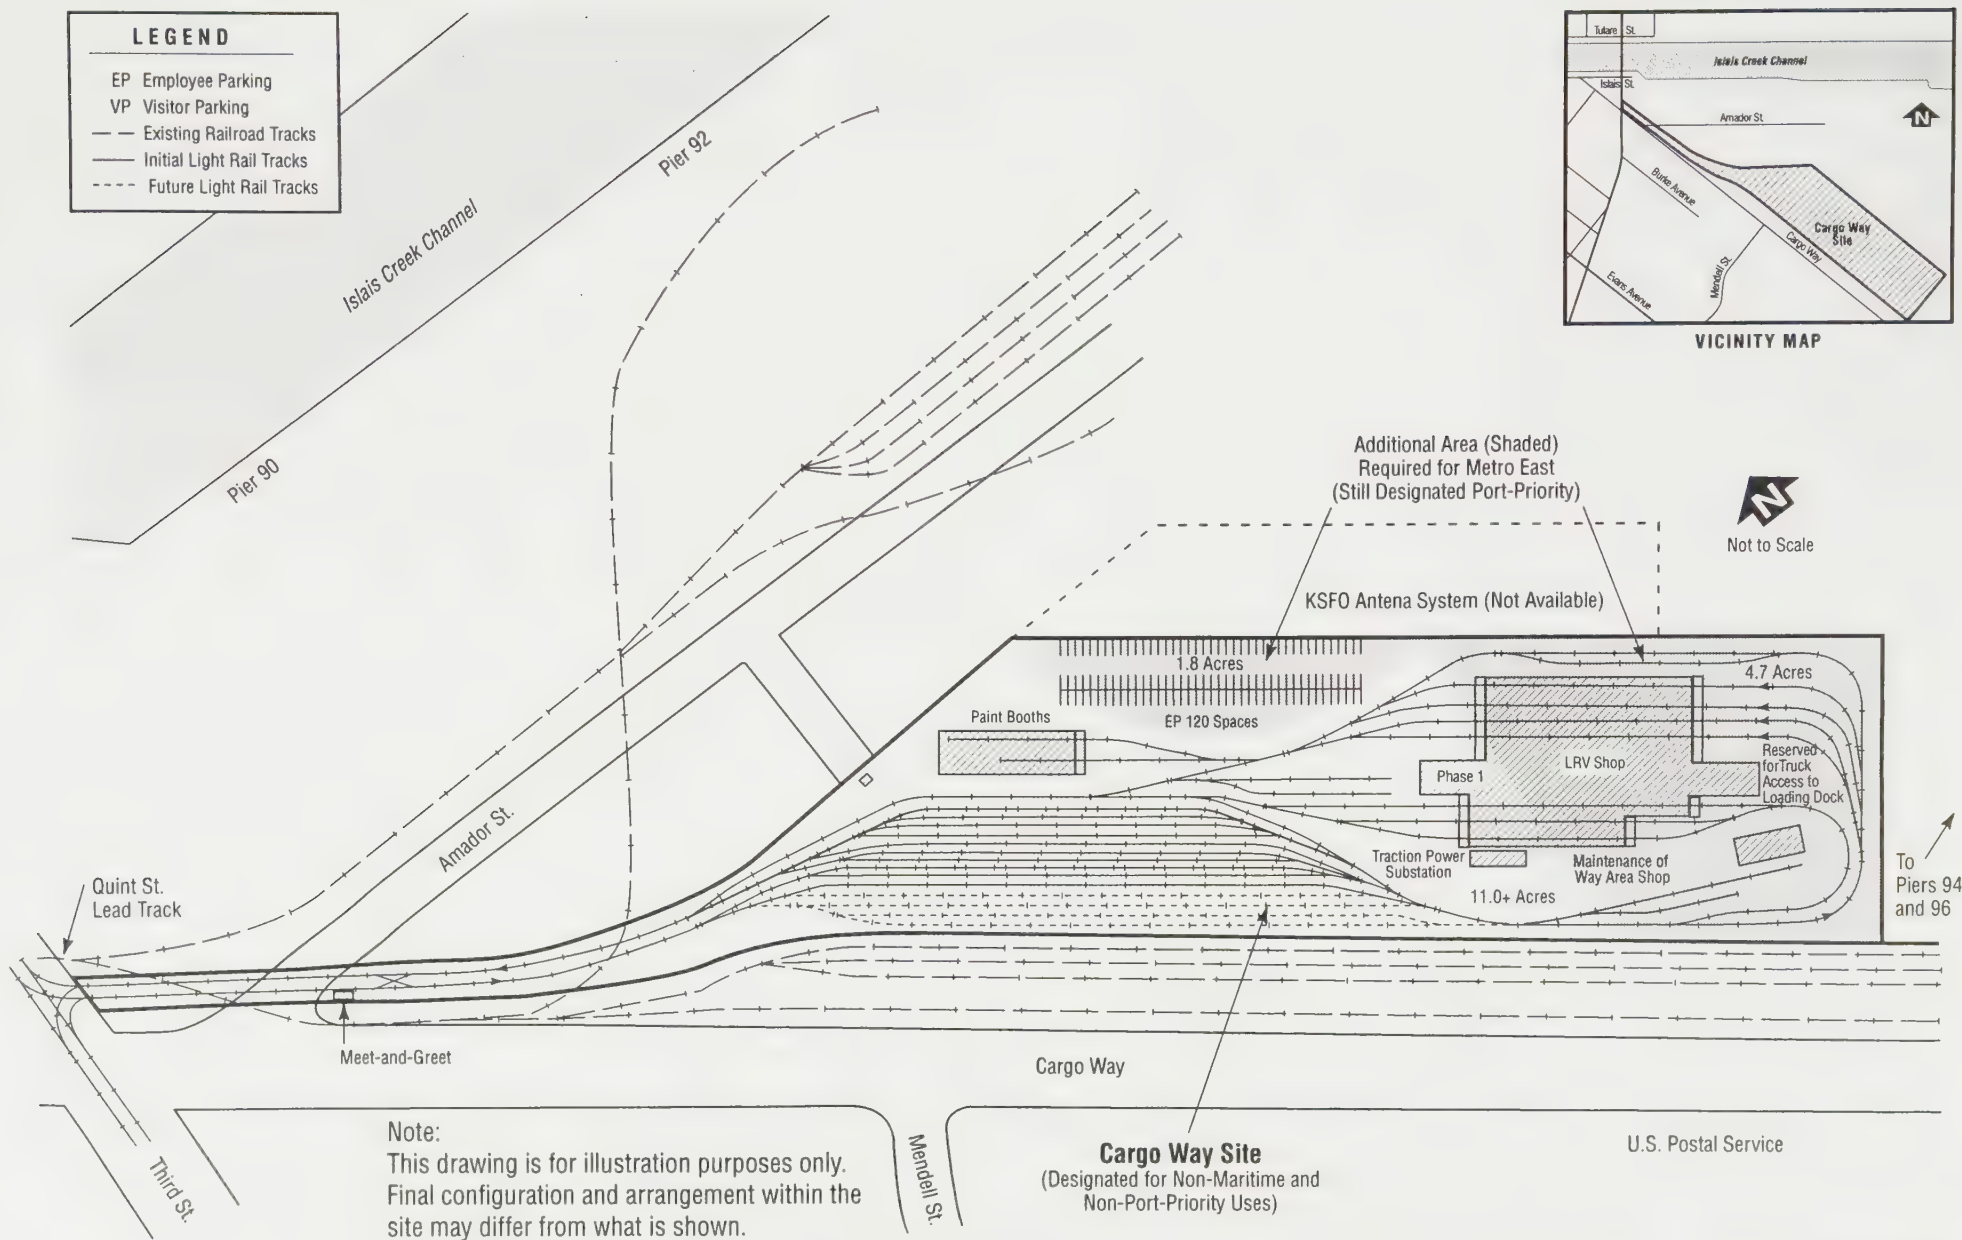 LEGEND
EP Employee Parking
VP Visitor Parking
Existing Railroad Tracks
Initial Light Rail Tracks
Future Light Rail Tracks
Tulare St.
Islais Creek Channel
Islais St.
Amador St.
N
Burke Avenue
Cargo Way
Site
Cargo Way
Mendell St.
Evans Avenue
VICINITY MAP
Pier 92
Islais Creek Channel
Pier 90
Additional Area (Shaded)
Required for Metro East
(Still Designated Port-Priority)
N
Not to Scale
KSFO Antena System (Not Available)
1.8 Acres
4.7 Acres
EP 120 Spaces
Paint Booths
Phase 1
LRV Shop
Reserved
forTruck
Access to
Loading Dock
Traction Power
Substation
Maintenance of
Way Area Shop
11.0+ Acres
To
Piers 94
and 96
Amador St.
Quint St.
Lead Track
Meet-and-Greet
Cargo Way
Third St.
Mendell St.
Note:
This drawing is for illustration purposes only.
Final configuration and arrangement within the
site may differ from what is shown.
Cargo Way Site
(Designated for Non-Maritime and
Non-Port-Priority Uses)
U.S. Postal Service